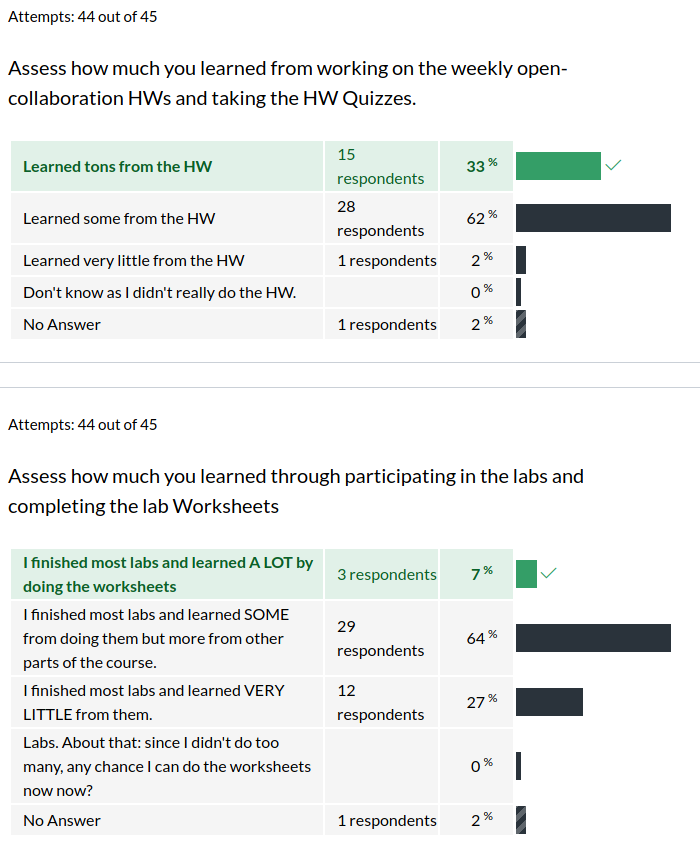 Attempts: 44 out of 45
Assess how much you learned from working on the weekly open-
collaboration HWs and taking the HW Quizzes.
Learned tons from the HW 15 respondents 33 %
Learned some from the HW 28 respondents 62 %
Learned very little from the HW 1 respondents 2 %
Don't know as I didn't really do the HW. 0 %
No Answer 1 respondents 2 %
Attempts: 44 out of 45
Assess how much you learned through participating in the labs and
completing the lab Worksheets
I finished most labs and learned A LOT by
doing the worksheets
3 respondents 7 %
I finished most labs and learned SOME
from doing them but more from other
parts of the course.
29
respondents
64 %
I finished most labs and learned VERY
LITTLE from them.
12
respondents
27 %
Labs. About that: since I didn't do too
many, any chance I can do the worksheets
now now?
0 %
No Answer 1 respondents 2 %